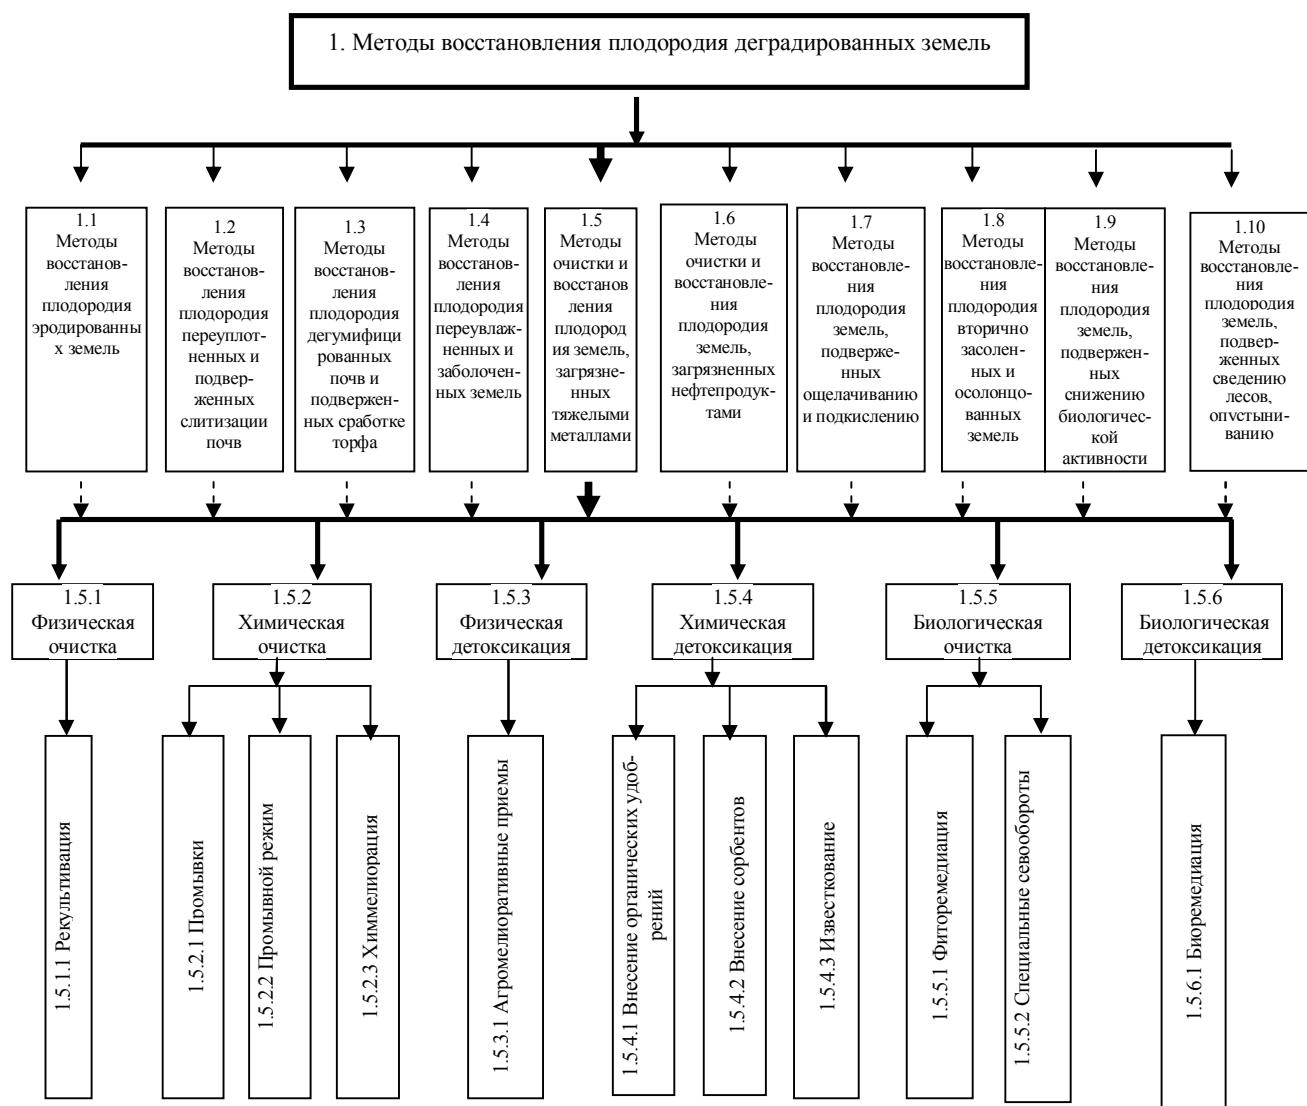 1. Методы восстановления плодородия деградированных земель
1.1
Методы
восстанов-
ления
плодородия
эродированны
х земель
1.2
Методы
восстанов-
ления
плодородия
переуплот-
ненных и
подвер-
женных
слитизации
почв
1.3
Методы
восстанов-
ления
плодородия
дегумифици
рованных
почв и
подвержен-
ных сработке
торфа
1.4
Методы
восстанов-
ления
плодородия
переувлаж-
ненных и
заболочен-
ных земель
1.5
Методы
очистки и
восстанов
ления
плодород
ия земель,
загрязне-
нных
тяжелыми
металлами
1.6
Методы
очистки и
восстановле-
ния
плодородия
земель,
загрязненных
нефтепродук-
тами
1.7
Методы
восстановле-
ния
плодородия
земель,
подверже-
нных
ощелачиванию
и подкислению
1.8
Методы
восстановле-
ния
плодородия
вторично
засолен-
ных и
осолонцо-
ванных
земель
1.9
Методы
восстановле-
ния
плодородия
земель,
подверженных
снижению
биологичес-
кой
активности
1.10
Методы
восстановле-
ния
плодородия
земель,
подвер-
женных
сведению
лесов,
опустыни-
ванию
1.5.1
Физическая
очистка
1.5.2
Химическая
очистка
1.5.3
Физическая
детоксикация
1.5.4
Химическая
детоксикация
1.5.5
Биологическая
очистка
1.5.6
Биологическая
детоксикация
1.5.1.1 Рекультивация
1.5.2.1 Промывки
1.5.2.2 Промывной режим
1.5.2.3 Химмелиорация
1.5.3.1 Агромелиоративные приемы
1.5.4.1 Внесение органических удоб-
рений
1.5.4.2 Внесение сорбентов
1.5.4.3 Известкование
1.5.5.1 Фиторемедиация
1.5.5.2 Специальные севообороты
1.5.6.1 Биоремедиация